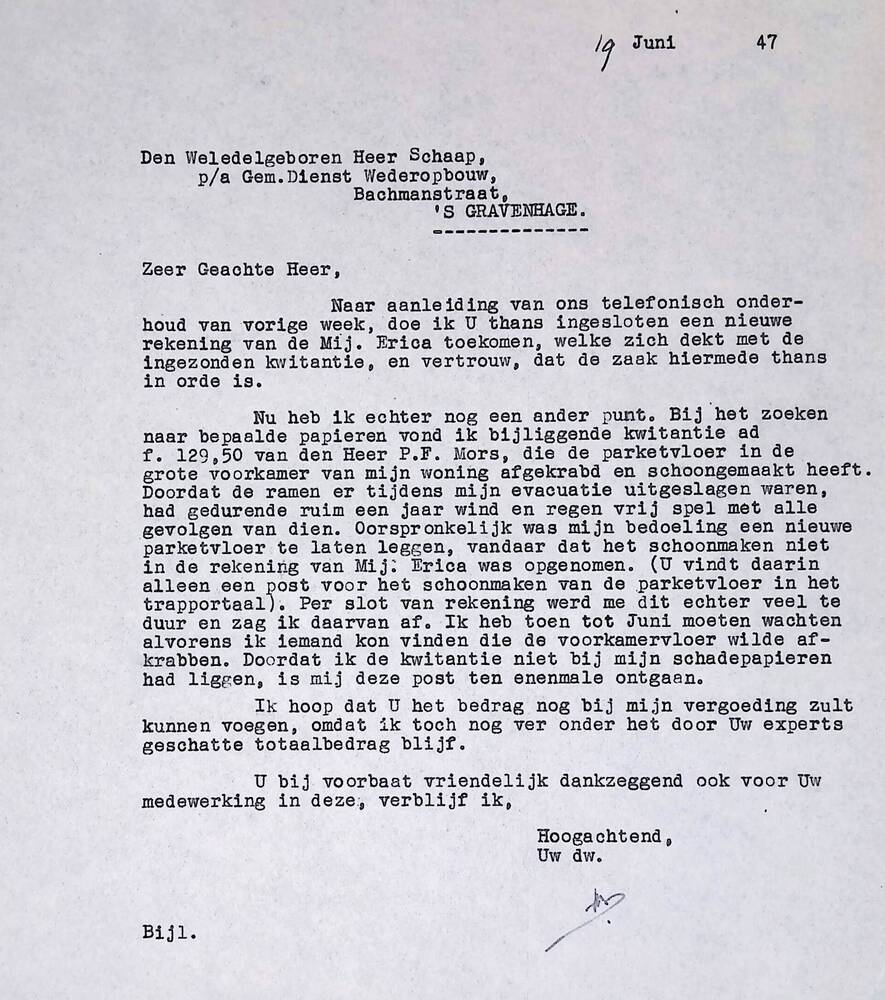 19 Juni 47
Den Weledelgeboren Heer Schaap,
p/a Gem.Dienst Wederopbouw,
Bachmanstraat,
'S GRAVENHAGE.
Zeer Geachte Heer,
Naar aanleiding van ons telefonisch onder-
houd van vorige week, doe ik U thans ingesloten een nieuwe
rekening van de Mij. Erica toekomen, welke zich dekt met de
ingezonden kwitantie, en vertrouw, dat de zaak hiermede thans
in orde is.
Nu heb ik echter nog een ander punt. Bij het zoeken
naar bepaalde papieren vond ik bijliggende kwitantie ad
f. 129,50 van den Heer P.F. Mors, die de parketvloer in de
grote voorkamer van mijn woning afgekrabd en schoongemaakt heeft.
Doordat de ramen er tijdens mijn evacuatie uitgeslagen waren,
had gedurende ruim een jaar wind en regen vrij spel met alle
gevolgen van dien. Oorspronkelijk was mijn bedoeling een nieuwe
parketvloer te laten leggen, vandaar dat het schoonmaken niet
in de rekening van Mij. Erica was opgenomen. (U vindt daarin
alleen een post voor het schoonmaken van de parketvloer in het
trapportaal). Per slot van rekening werd me dit echter veel te
duur en zag ik daarvan af. Ik heb toen tot Juni moeten wachten
alvorens ik iemand kon vinden die de voorkamervloer wilde af-
krabben. Doordat ik de kwitantie niet bij mijn schadepapieren
had liggen, is mij deze post ten enenmale ontgaan.
Ik hoop dat U het bedrag nog bij mijn vergoeding zult
kunnen voegen, omdat ik toch nog ver onder het door Uw experts
geschatte totaalbedrag blijf.
U bij voorbaat vriendelijk dankzeggend ook voor Uw
medewerking in deze, verblijf ik,
Hoogachtend,
Uw dw.
Bijl.